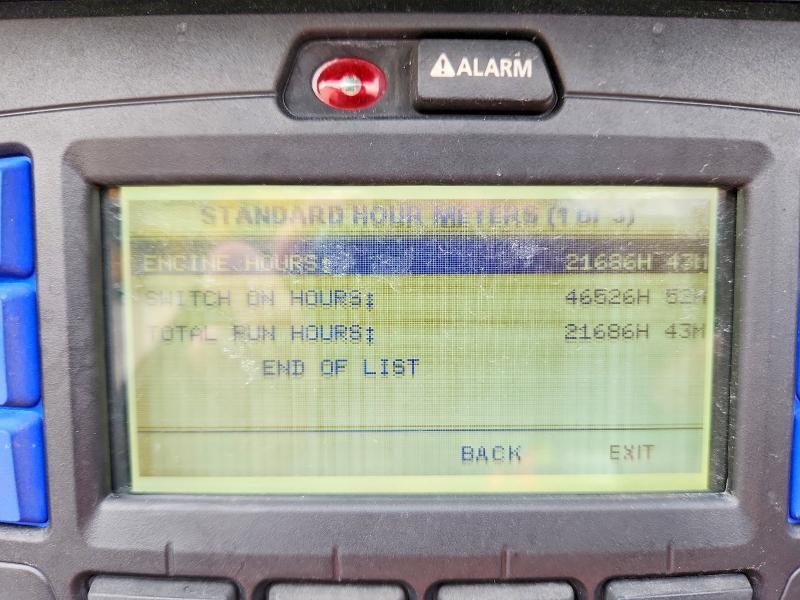 ALARM
STANDARD HOUR METERS (1 OF 3)
ENGINE HOURS: 21686H 43M
SWITCH ON HOURS: 46526H 52M
TOTAL RUN HOURS: 21686H 43M
END OF LIST
BACK EXIT